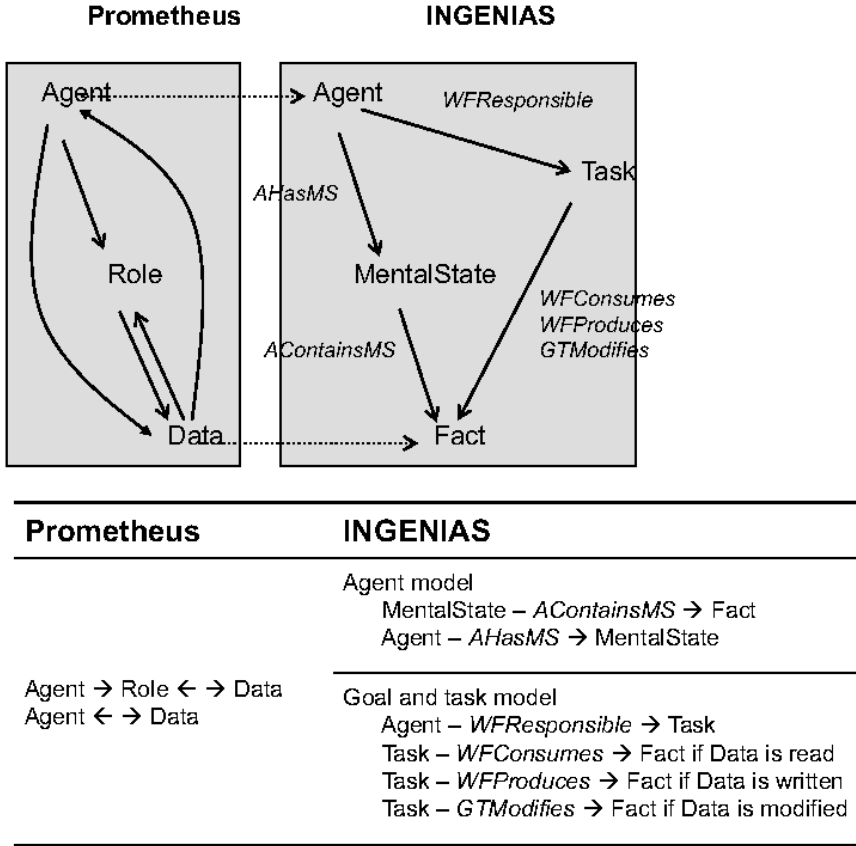 Prometheus
INGENIAS
Agent
Agent
WFResponsible
Task
AHasMS
Role
MentalState
WFConsumes
WFProduces
GTModifies
AContainsMS
Data
Fact
Prometheus
INGENIAS
Agent model
MentalState – AContainsMS → Fact
Agent – AHasMS → MentalState
Agent → Role ← → Data
Agent ← → Data
Goal and task model
Agent – WFResponsible → Task
Task – WFConsumes → Fact if Data is read
Task – WFProduces → Fact if Data is written
Task – GTModifies → Fact if Data is modified